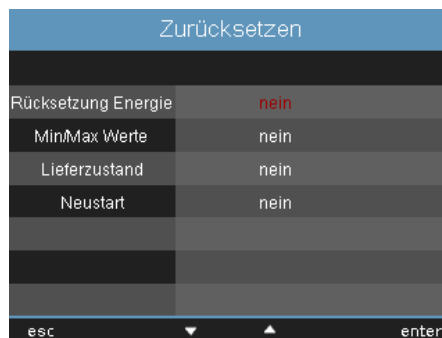 Zurücksetzen
Rücksetzung Energie nein
Min/Max Werte nein
Lieferzustand nein
Neustart nein
esc enter